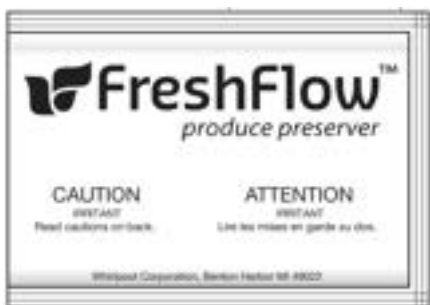 FreshFlow™
produce preserver
CAUTION
IRRITANT
Read cautions on back.
ATTENTION
IRRITANT
Lire les mises en garde au dos.
Whirlpool Corporation, Benton Harbor MI 49022